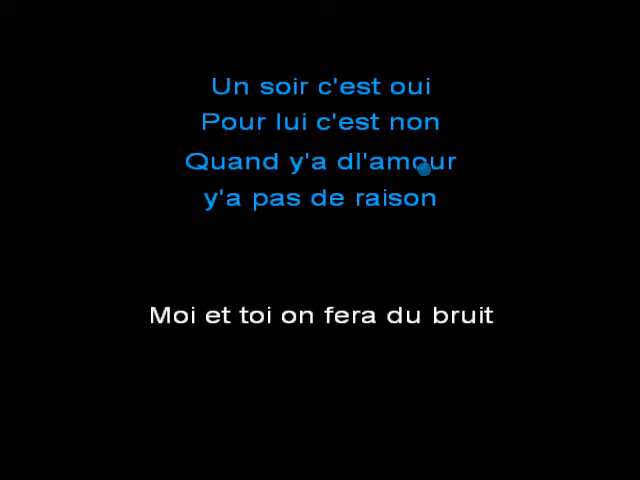 Un soir c'est oui
Pour lui c'est non
Quand y'a dl'amour
y'a pas de raison
Moi et toi on fera du bruit